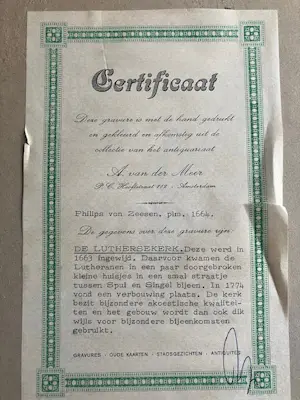 Certificaat
Deze gravure is met de hand gedrukt
en gekleurd en afkomstig uit de
collectie van het antiquariaat
A. van der Meer
P. C. Hooftstraat 112 - Amsterdam
Philips van Zeesen, plm. 1664.
De gegevens over deze gravure zijn:
DE LUTHERSEKERK. Deze werd in
1663 ingewijd. Daarvoor kwamen de
Lutheranen in een paar doorgebroken
kleine huisjes in een smal straatje
tussen Spui en Singel bijeen. In 1774
vond een verbouwing plaats. De kerk
bezit bijzondere akoestische kwalitei-
ten en het gebouw wordt dan ook dik
wijls voor bijzondere bijeenkomsten
gebruikt.
GRAVURES - OUDE KAARTEN - STADSGEZICHTEN - ANTIQUITES